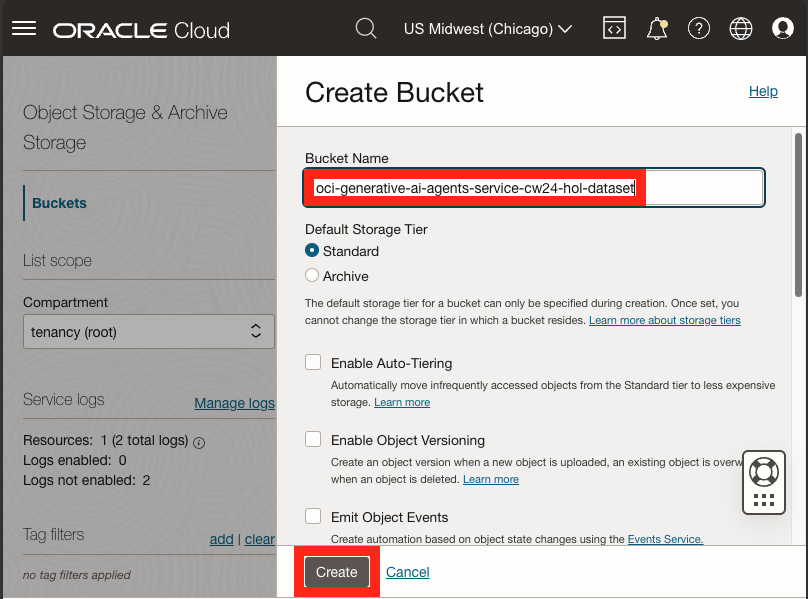 ORACLE Cloud
US Midwest (Chicago)
Object Storage & Archive
Storage
Buckets
List scope
Compartment
tenancy (root)
Service logs
Manage logs
Resources: 1 (2 total logs)
Logs enabled: 0
Logs not enabled: 2
Tag filters
add | clear
no tag filters applied
Create Bucket
Help
Bucket Name
oci-generative-ai-agents-service-cw24-hol-dataset
Default Storage Tier
Standard
Archive
The default storage tier for a bucket can only be specified during creation. Once set, you
cannot change the storage tier in which a bucket resides. Learn more about storage tiers
Enable Auto-Tiering
Automatically move infrequently accessed objects from the Standard tier to less expensive
storage. Learn more
Enable Object Versioning
Create an object version when a new object is uploaded, an existing object is overw
when an object is deleted. Learn more
Emit Object Events
Create automation based on object state changes using the Events Service.
Create
Cancel